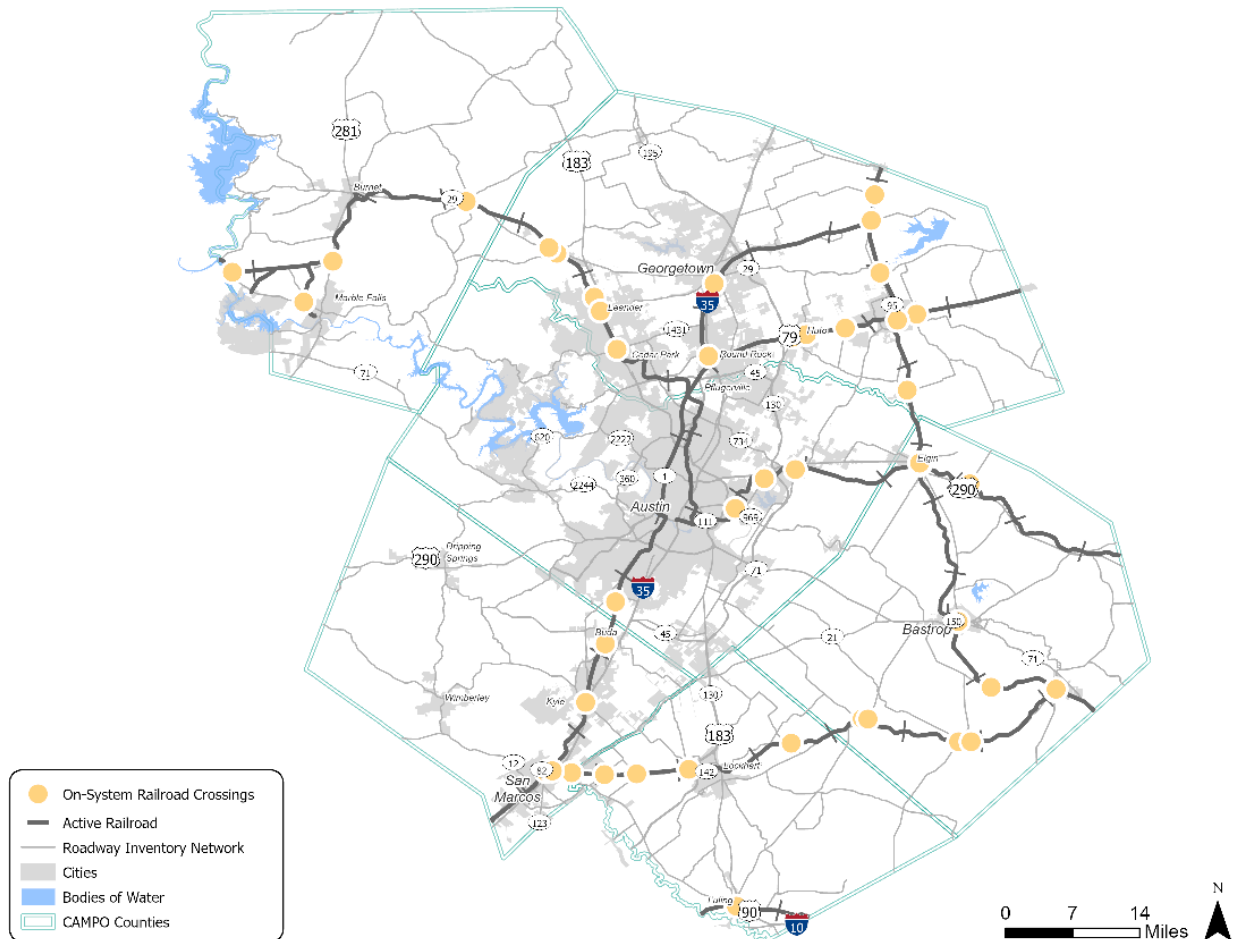 281
183
195
Burnet
29
Georgetown
29
35
95
Marble Falls
Leander
1431
79
Hutto
Cedar Park
Round Rock
45
71
Pflugerville
130
620
2222
734
Elgin
360
1
2244
290
Austin
111
969
Dripping
Springs
290
71
35
150
Buda
45
21
Bastrop
71
Wimberley
Kyle
130
183
12
82
142
Lockhart
San
Marcos
123
Luling
90
10
On-System Railroad Crossings
Active Railroad
Roadway Inventory Network
Cities
Bodies of Water
CAMPO Counties
N
0 7 14
Miles